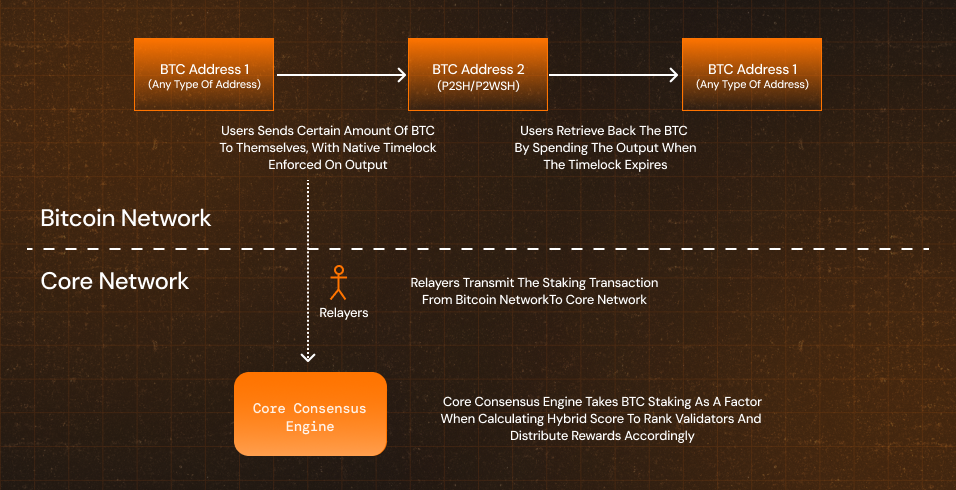 BTC Address 1
(Any Type Of Address)
BTC Address 2
(P2SH/P2WSH)
BTC Address 1
(Any Type Of Address)
Users Sends Certain Amount Of BTC
To Themselves, With Native Timelock
Enforced On Output
Users Retrieve Back The BTC
By Spending The Output When
The Timelock Expires
Bitcoin Network
Core Network
Relayers
Relayers Transmit The Staking Transaction
From Bitcoin NetworkTo Core Network
Core Consensus
Engine
Core Consensus Engine Takes BTC Staking As A Factor
When Calculating Hybrid Score To Rank Validators And
Distribute Rewards Accordingly